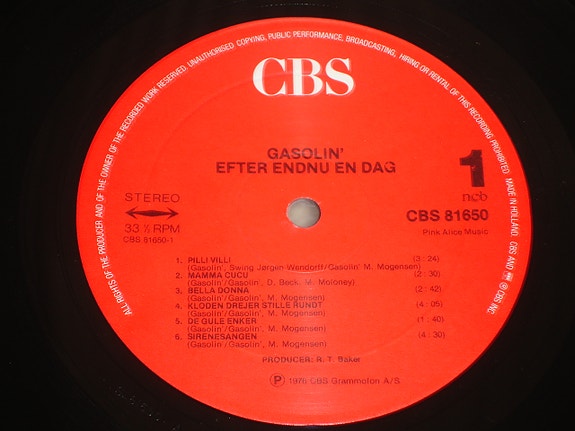 ALL RIGHTS OF THE PRODUCER AND OF THE OWNER OF THE RECORDED WORK RESERVED. UNAUTHORISED COPYING, PUBLIC PERFORMANCE, BROADCASTING, HIRING OR RENTAL OF THIS RECORDING PROHIBITED. MADE IN HOLLAND. CBS AND ® © CBS INC.
CBS
GASOLIN'
EFTER ENDNU EN DAG
1
STEREO
ncb
33 ⅓ RPM
CBS 81650
CBS. 81650-1
Pink Alice Music
1. PILLI VILLI (3:24)
(Gasolin', Swing Jørgen Wendorff/Gasolin' M. Mogensen)
2. MAMMA CUCU (2:30)
(Gasolin'/Gasolin', D. Beck, M. Moloney)
3. BELLA DONNA (2:42)
(Gasolin'/Gasolin', M. Mogensen)
4. KLODEN DREJER STILLE RUNDT (4:05)
(Gasolin'/Gasolin', M. Mogensen)
5. DE GULE ENKER (1:40)
(Gasolin'/Gasolin', M. Mogensen)
6. SIRENESANGEN (4:30)
(Gasolin'/Gasolin', M. Mogensen)
PRODUCER: R. T. Baker
Ⓟ 1976 CBS Grammofon A/S.